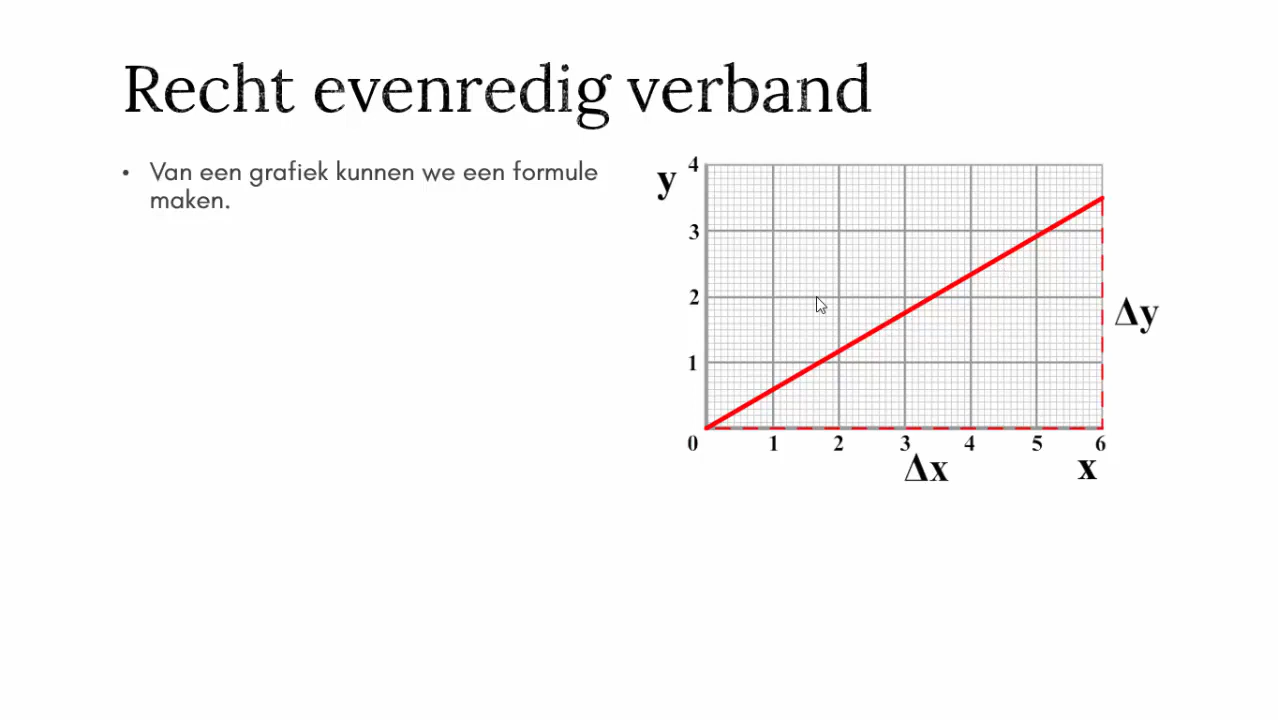 Recht evenredig verband
• Van een grafiek kunnen we een formule
maken.
y
4
3
2
1
0
1
2
3
4
5
6
Δy
Δx
x